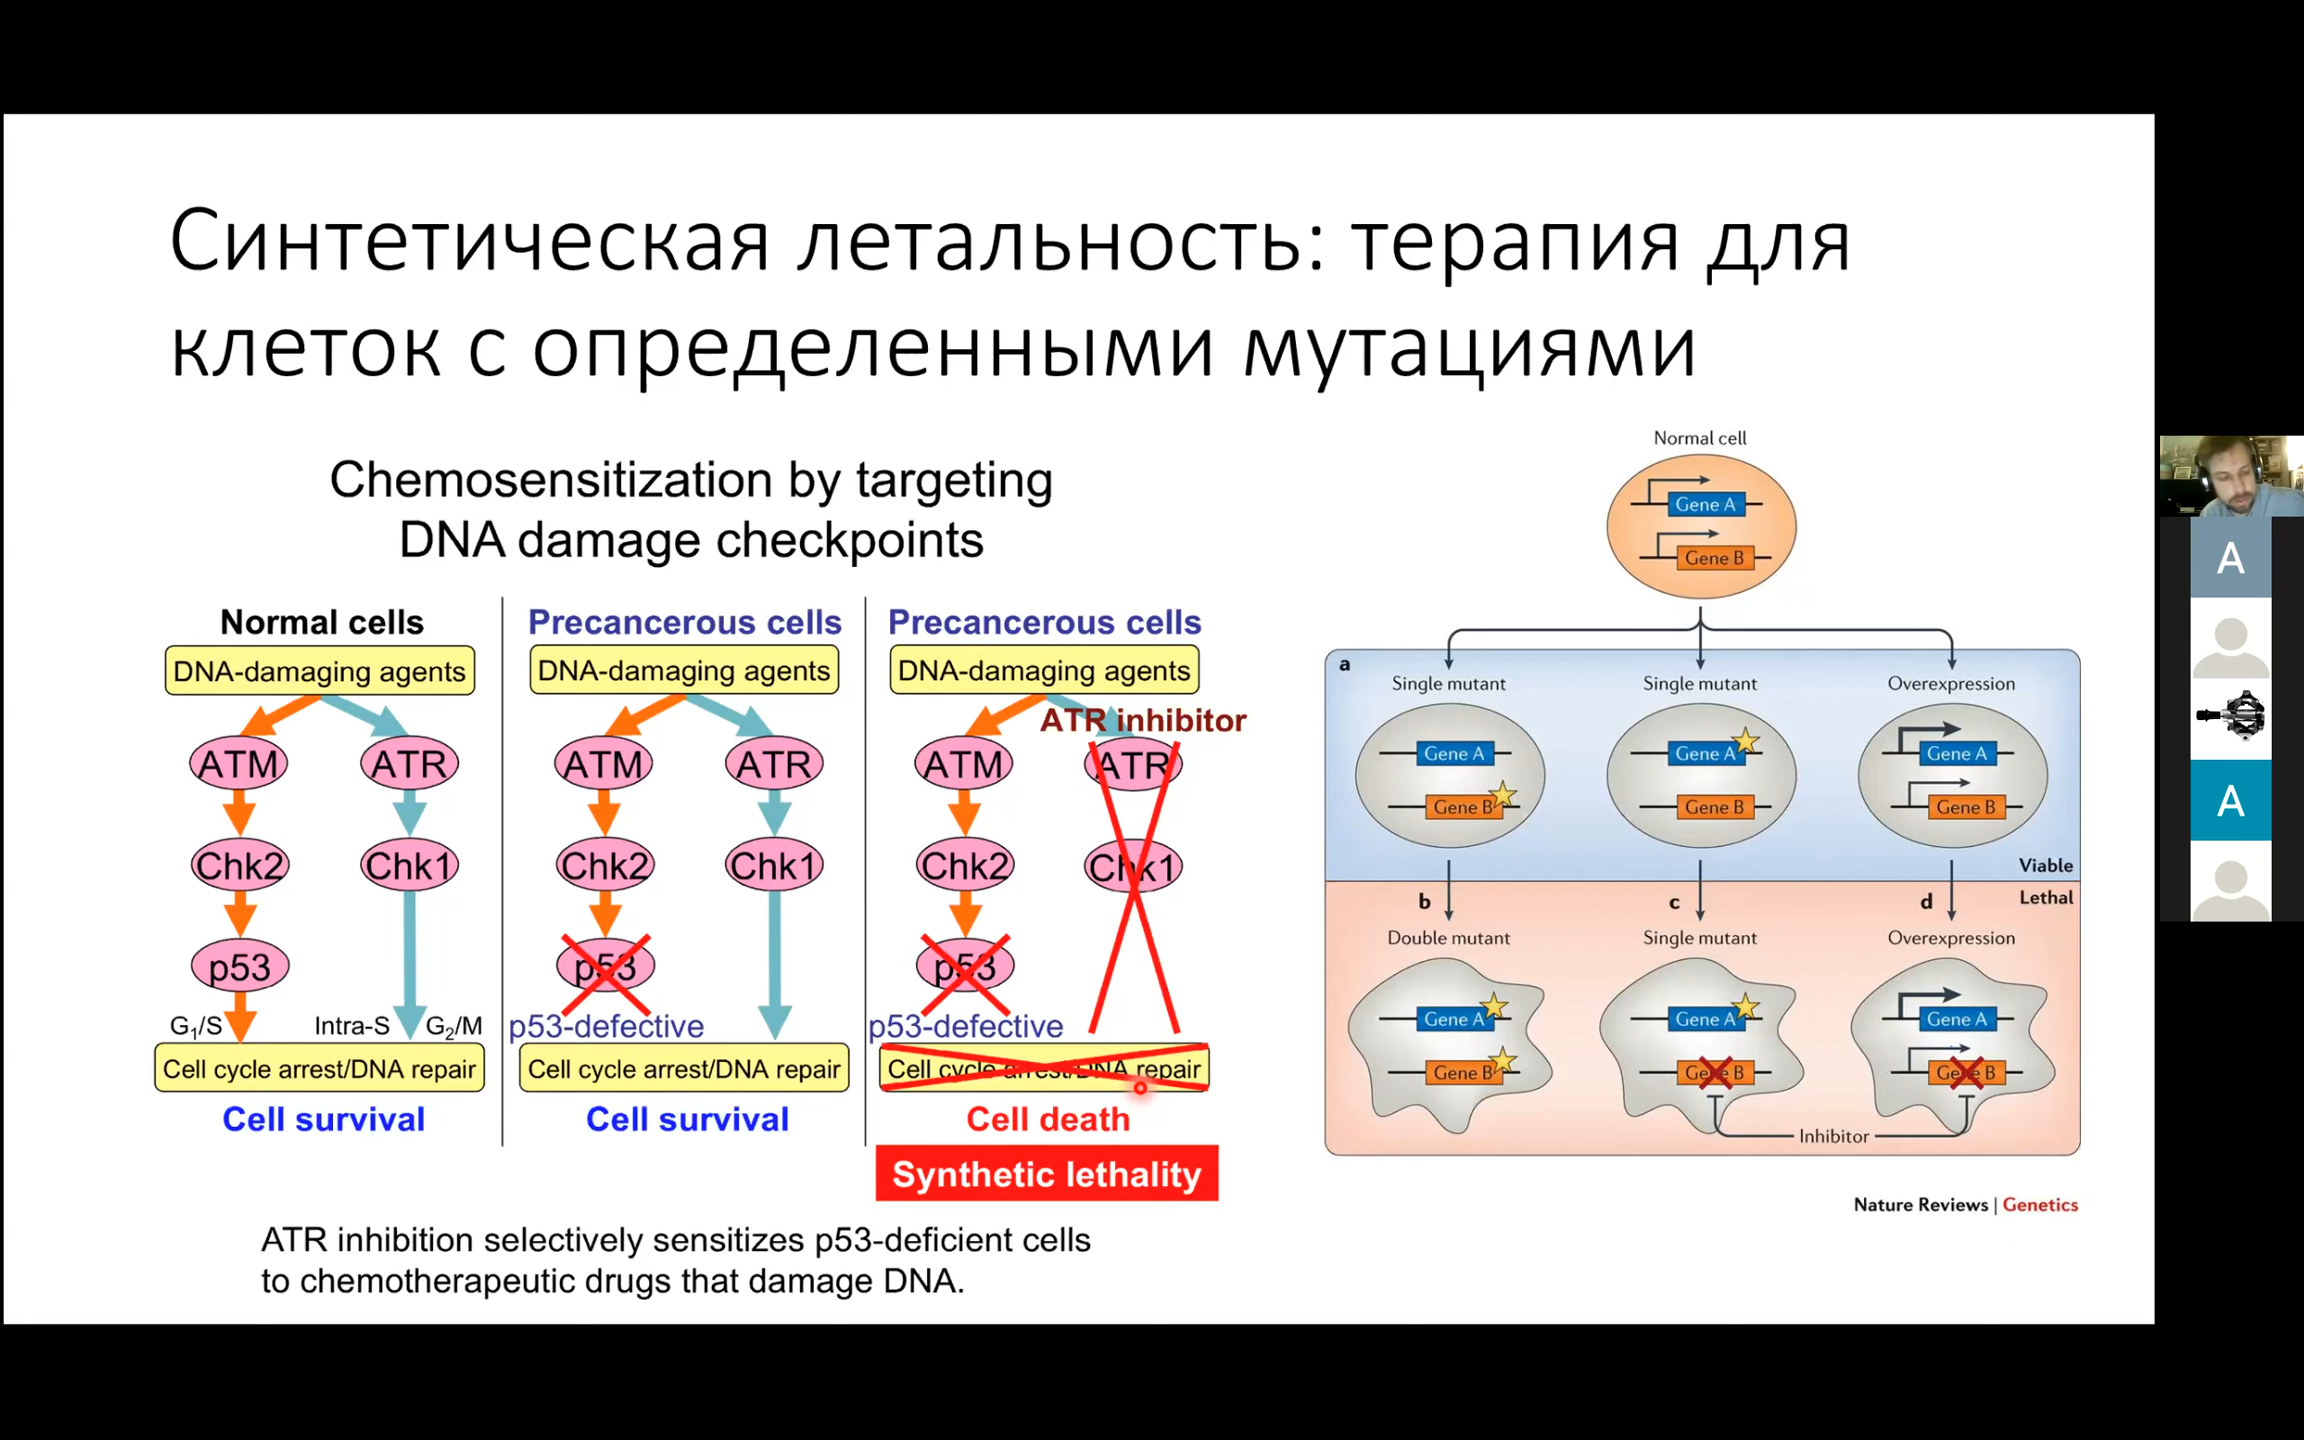 Синтетическая летальность: терапия для
клеток с определенными мутациями
Chemosensitization by targeting
DNA damage checkpoints
Normal cells
DNA-damaging agents
ATM
ATR
Chk2
Chk1
p53
G1/S
Intra-S
G2/M
Cell cycle arrest/DNA repair
Cell survival
Precancerous cells
DNA-damaging agents
ATM
ATR
Chk2
Chk1
p53
p53-defective
Cell cycle arrest/DNA repair
Cell survival
Precancerous cells
DNA-damaging agents
ATR inhibitor
ATM
ATR
Chk2
Chk1
p53
p53-defective
Cell cycle arrest/DNA repair
Cell death
Synthetic lethality
ATR inhibition selectively sensitizes p53-deficient cells
to chemotherapeutic drugs that damage DNA.
Normal cell
Gene A
Gene B
a
Single mutant
Gene A
Gene B
Single mutant
Gene A
Gene B
Overexpression
Gene A
Gene B
Viable
Lethal
b
Double mutant
Gene A
Gene B
c
Single mutant
Gene A
Gene B
d
Overexpression
Gene A
Gene B
Inhibitor
Nature Reviews | Genetics
A
A